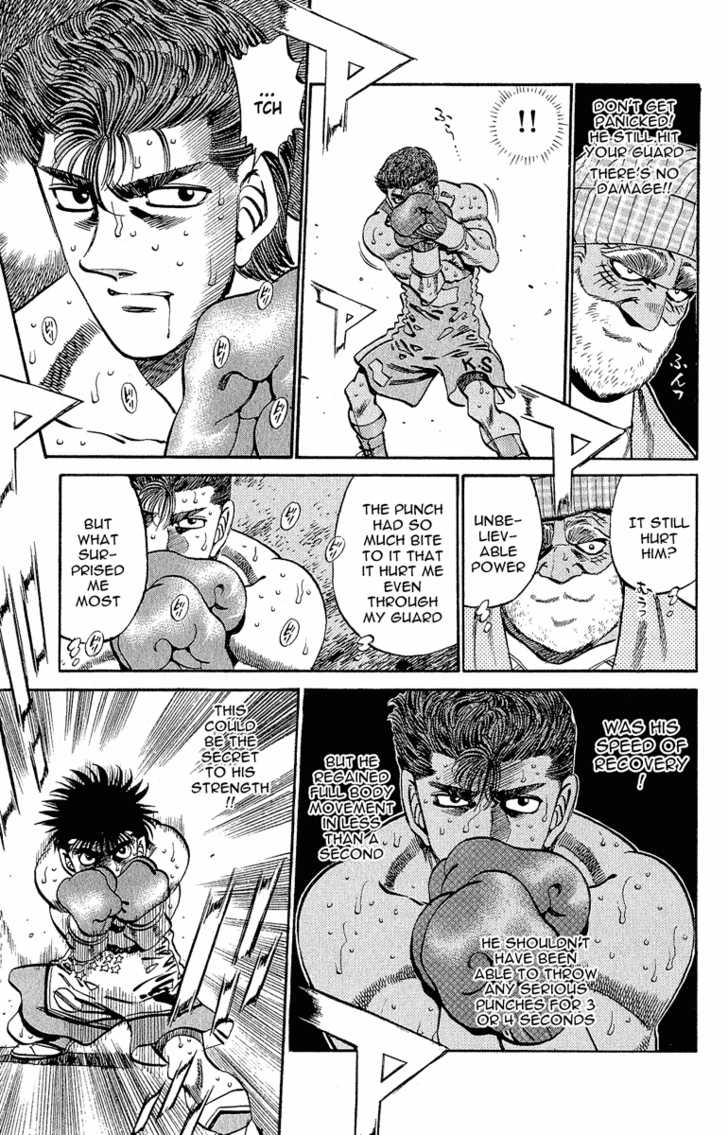 DON'T GET
PANICKED!
HE STILL HIT
YOUR GUARD
THERE'S NO
DAMAGE!!
ふんっ
!!
K S
...
TCH
IT STILL
HURT
HIM?
UNBE-
LIEV-
ABLE
POWER
THE PUNCH
HAD SO
MUCH BITE
TO IT THAT
IT HURT ME
EVEN
THROUGH
MY GUARD
BUT
WHAT
SUR-
PRISED
ME
MOST
WAS HIS
SPEED OF
RECOVERY
!
BUT HE
REGAINED
FULL BODY
MOVEMENT
IN LESS
THAN A
SECOND
HE SHOULDN'T
HAVE BEEN
ABLE TO THROW
ANY SERIOUS
PUNCHES FOR 3
OR 4 SECONDS
THIS
COULD
BE THE
SECRET
TO HIS
STRENGTH
!!